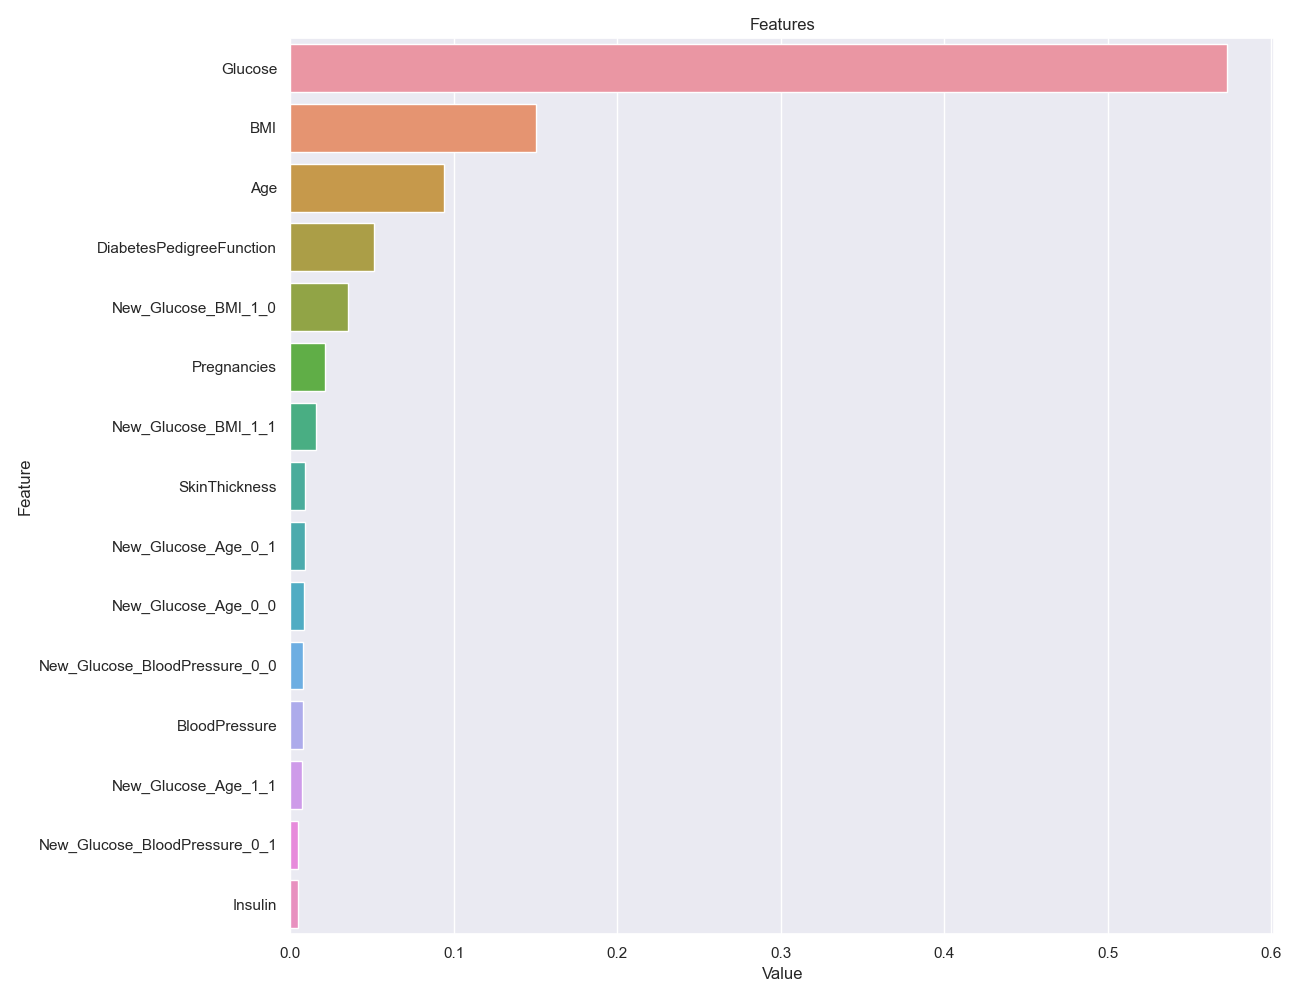 Features
Glucose
BMI
Age
DiabetesPedigreeFunction
New_Glucose_BMI_1_0
Pregnancies
New_Glucose_BMI_1_1
SkinThickness
New_Glucose_Age_0_1
New_Glucose_Age_0_0
New_Glucose_BloodPressure_0_0
BloodPressure
New_Glucose_Age_1_1
New_Glucose_BloodPressure_0_1
Insulin
Feature
0.0 0.1 0.2 0.3 0.4 0.5 0.6
Value